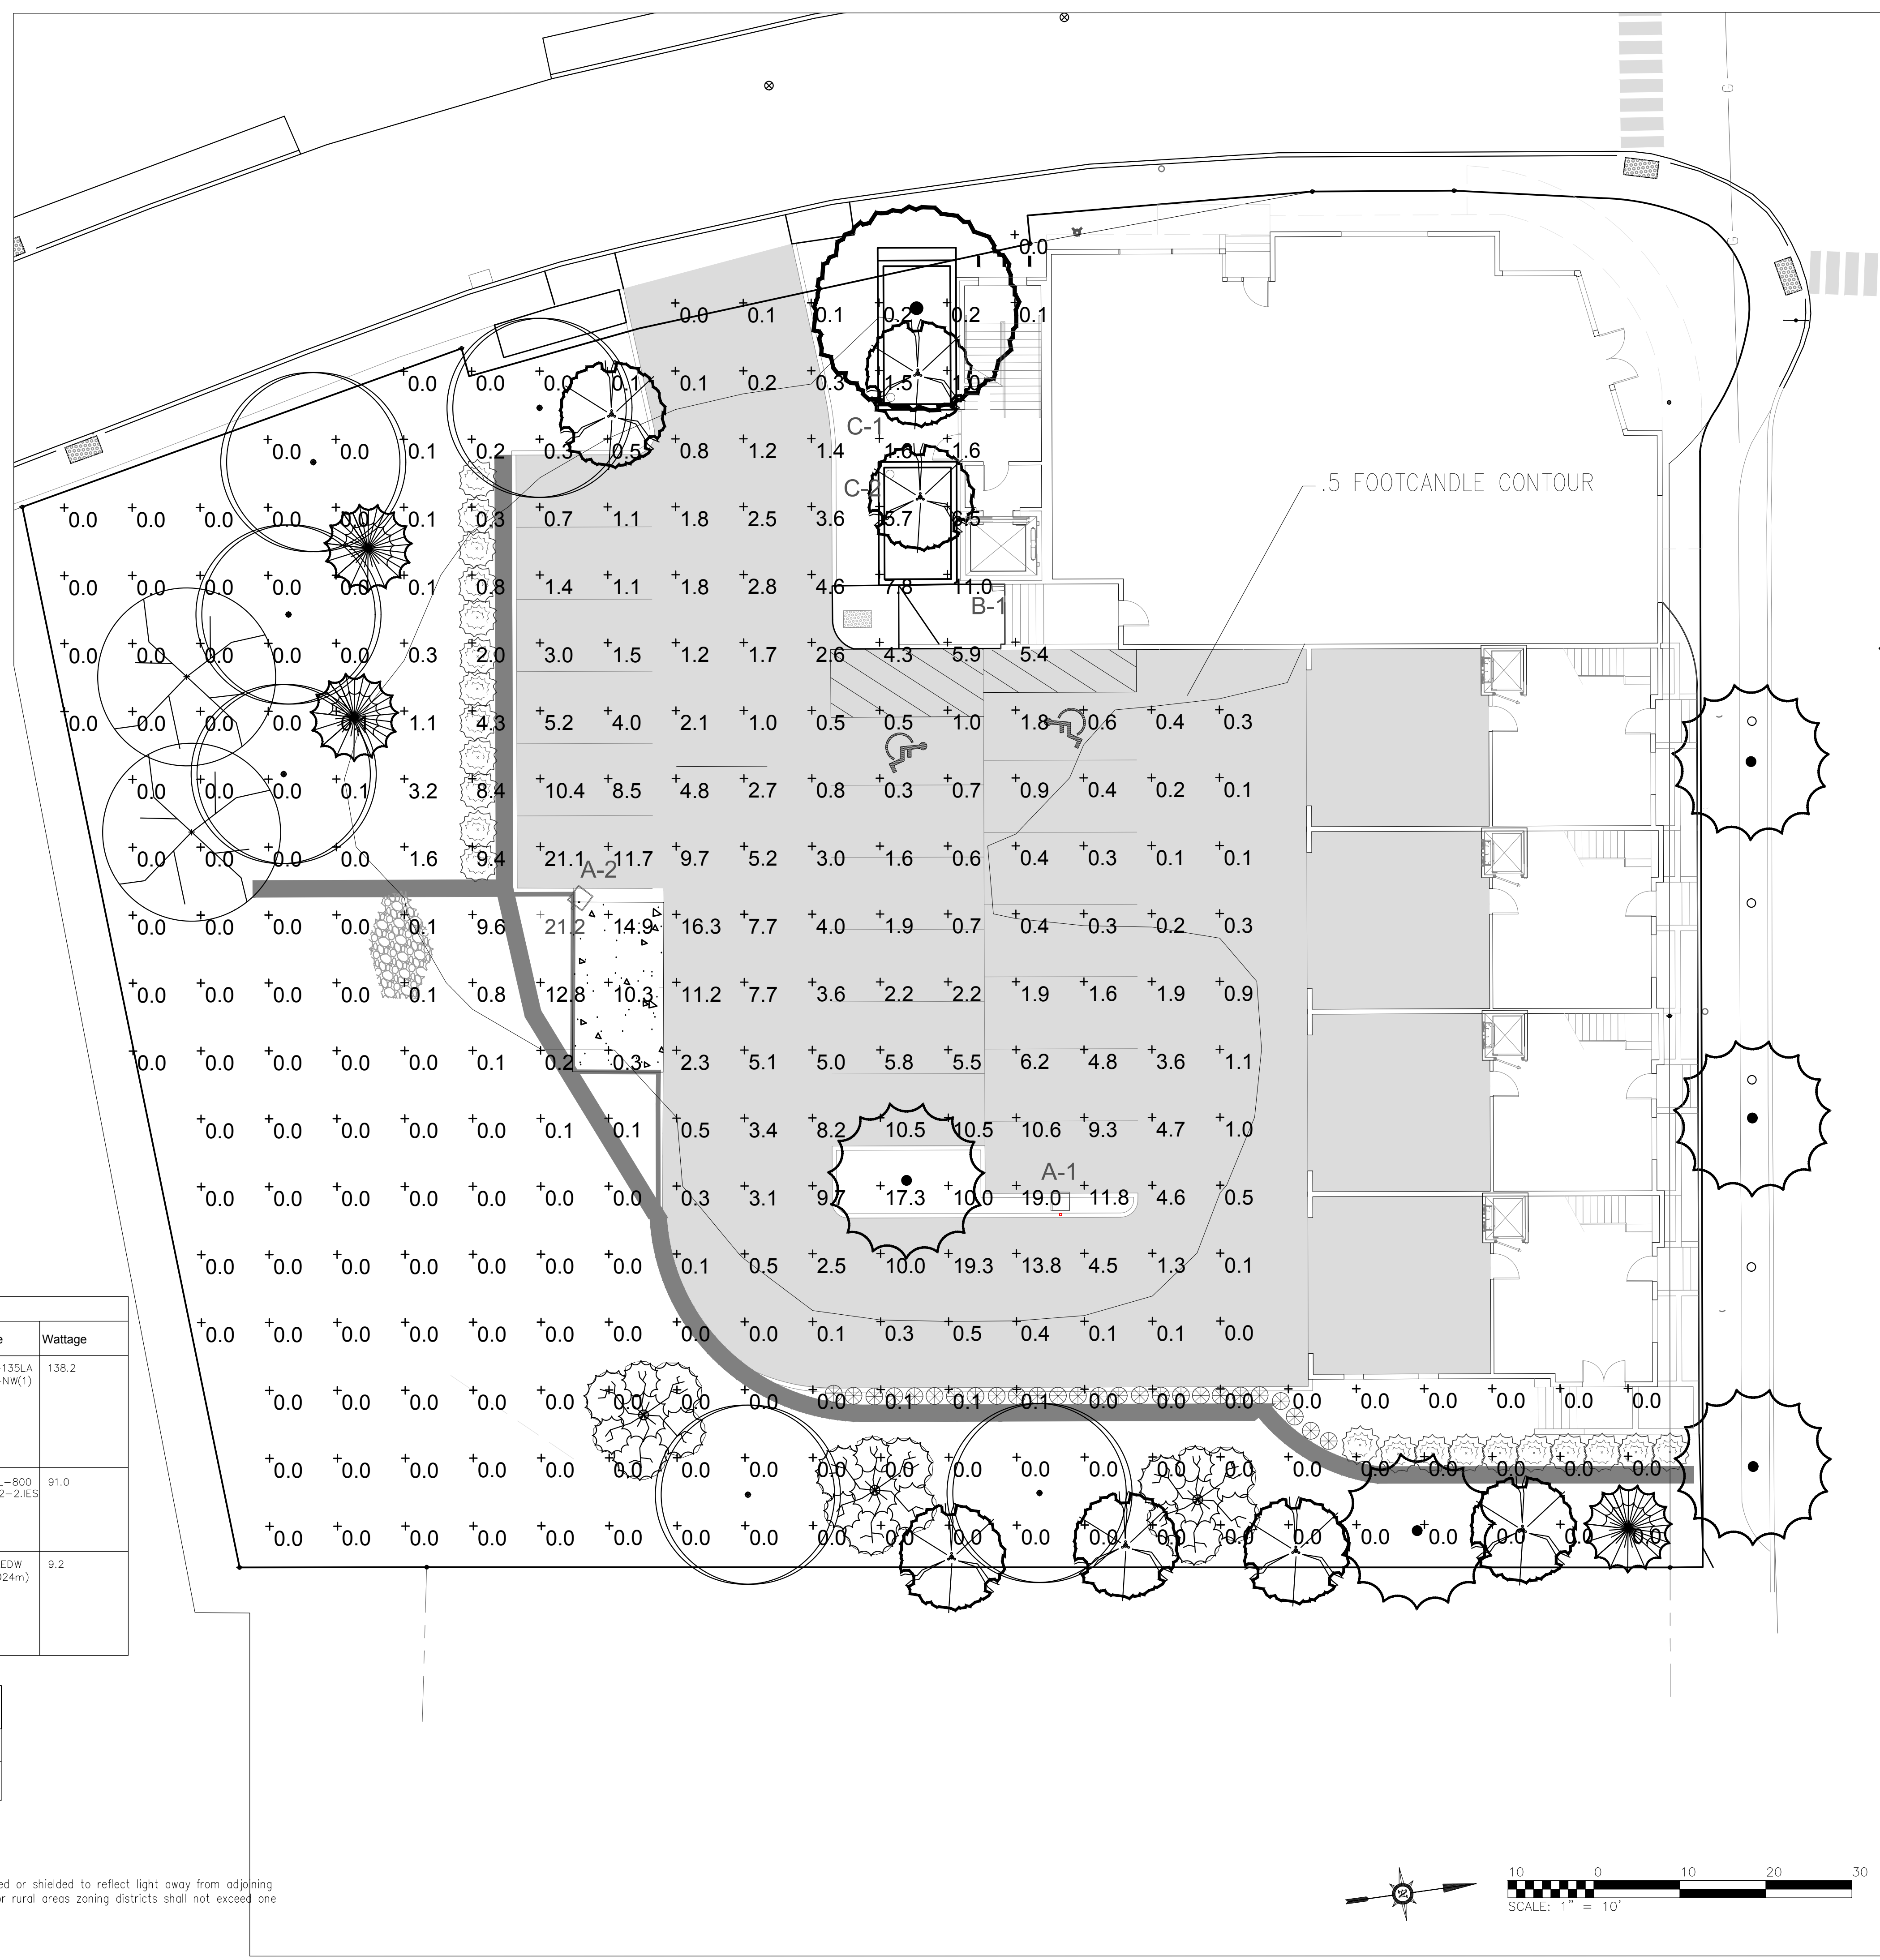 G
G
0.0
0.0 0.1 0.1 0.2 0.2 0.1
0.0 0.0 0.0 0.1 0.1 0.2 0.3 1.5 1.0
C-1
0.0 0.0 0.1 0.2 0.3 0.5 0.8 1.2 1.4 1.6 1.6
.5 FOOTCANDLE CONTOUR
C-2
0.0 0.0 0.0 0.0 0.0 0.1 0.3 0.7 1.1 1.8 2.5 3.6 5.7 6.5
0.0 0.0 0.0 0.0 0.0 0.1 0.8 1.4 1.1 1.8 2.8 4.6 7.8 11.0
B-1
0.0 0.0 0.0 0.0 0.0 0.3 2.0 3.0 1.5 1.2 1.7 2.6 4.3 5.9 5.4
0.0 0.0 0.0 0.0 0.1 1.1 4.3 5.2 4.0 2.1 1.0 0.5 0.5 1.0 1.8 0.6 0.4 0.3
0.0 0.0 0.0 0.1 3.2 8.4 10.4 8.5 4.8 2.7 0.8 0.3 0.7 0.9 0.4 0.2 0.1
0.0 0.0 0.0 0.0 1.6 9.4 21.1 11.7 9.7 5.2 3.0 1.6 0.6 0.4 0.3 0.1 0.1
A-2
0.0 0.0 0.0 0.0 0.1 9.6 21.2 14.9 16.3 7.7 4.0 1.9 0.7 0.4 0.3 0.2 0.3
0.0 0.0 0.0 0.0 0.1 0.8 12.8 10.3 11.2 7.7 3.6 2.2 2.2 1.9 1.6 1.9 0.9
0.0 0.0 0.0 0.0 0.0 0.1 0.2 0.3 2.3 5.1 5.0 5.8 5.5 6.2 4.8 3.6 1.1
0.0 0.0 0.0 0.0 0.0 0.1 0.1 0.5 3.4 8.2 10.5 10.5 10.6 9.3 4.7 1.0
A-1
0.0 0.0 0.0 0.0 0.0 0.0 0.0 0.3 3.1 9.7 17.3 10.0 19.0 11.8 4.6 0.5
0.0 0.0 0.0 0.0 0.0 0.0 0.0 0.1 0.5 2.5 10.0 19.3 13.8 4.5 1.3 0.1
0.0 0.0 0.0 0.0 0.0 0.0 0.0 0.0 0.0 0.1 0.3 0.5 0.4 0.1 0.1 0.0
0.0 0.0 0.0 0.0 0.0 0.0 0.0 0.0 0.0 0.1 0.1 0.1 0.0 0.0 0.0 0.0 0.0 0.0 0.0 0.0 0.0
0.0 0.0 0.0 0.0 0.0 0.0 0.0 0.0 0.0 0.0 0.0 0.0 0.0 0.0 0.0 0.0 0.0 0.0 0.0 0.0 0.0
0.0 0.0 0.0 0.0 0.0 0.0 0.0 0.0 0.0 0.0 0.0 0.0 0.0 0.0 0.0 0.0 0.0 0.0 0.0 0.0 0.0
Wattage
-135LA 138.2
-NW(1)
L-800 91.0
2-2.IES
EDW 9.2
024m)
ed or shielded to reflect light away from adjoining
or rural areas zoning districts shall not exceed one
10 0 10 20 30
SCALE: 1" = 10'